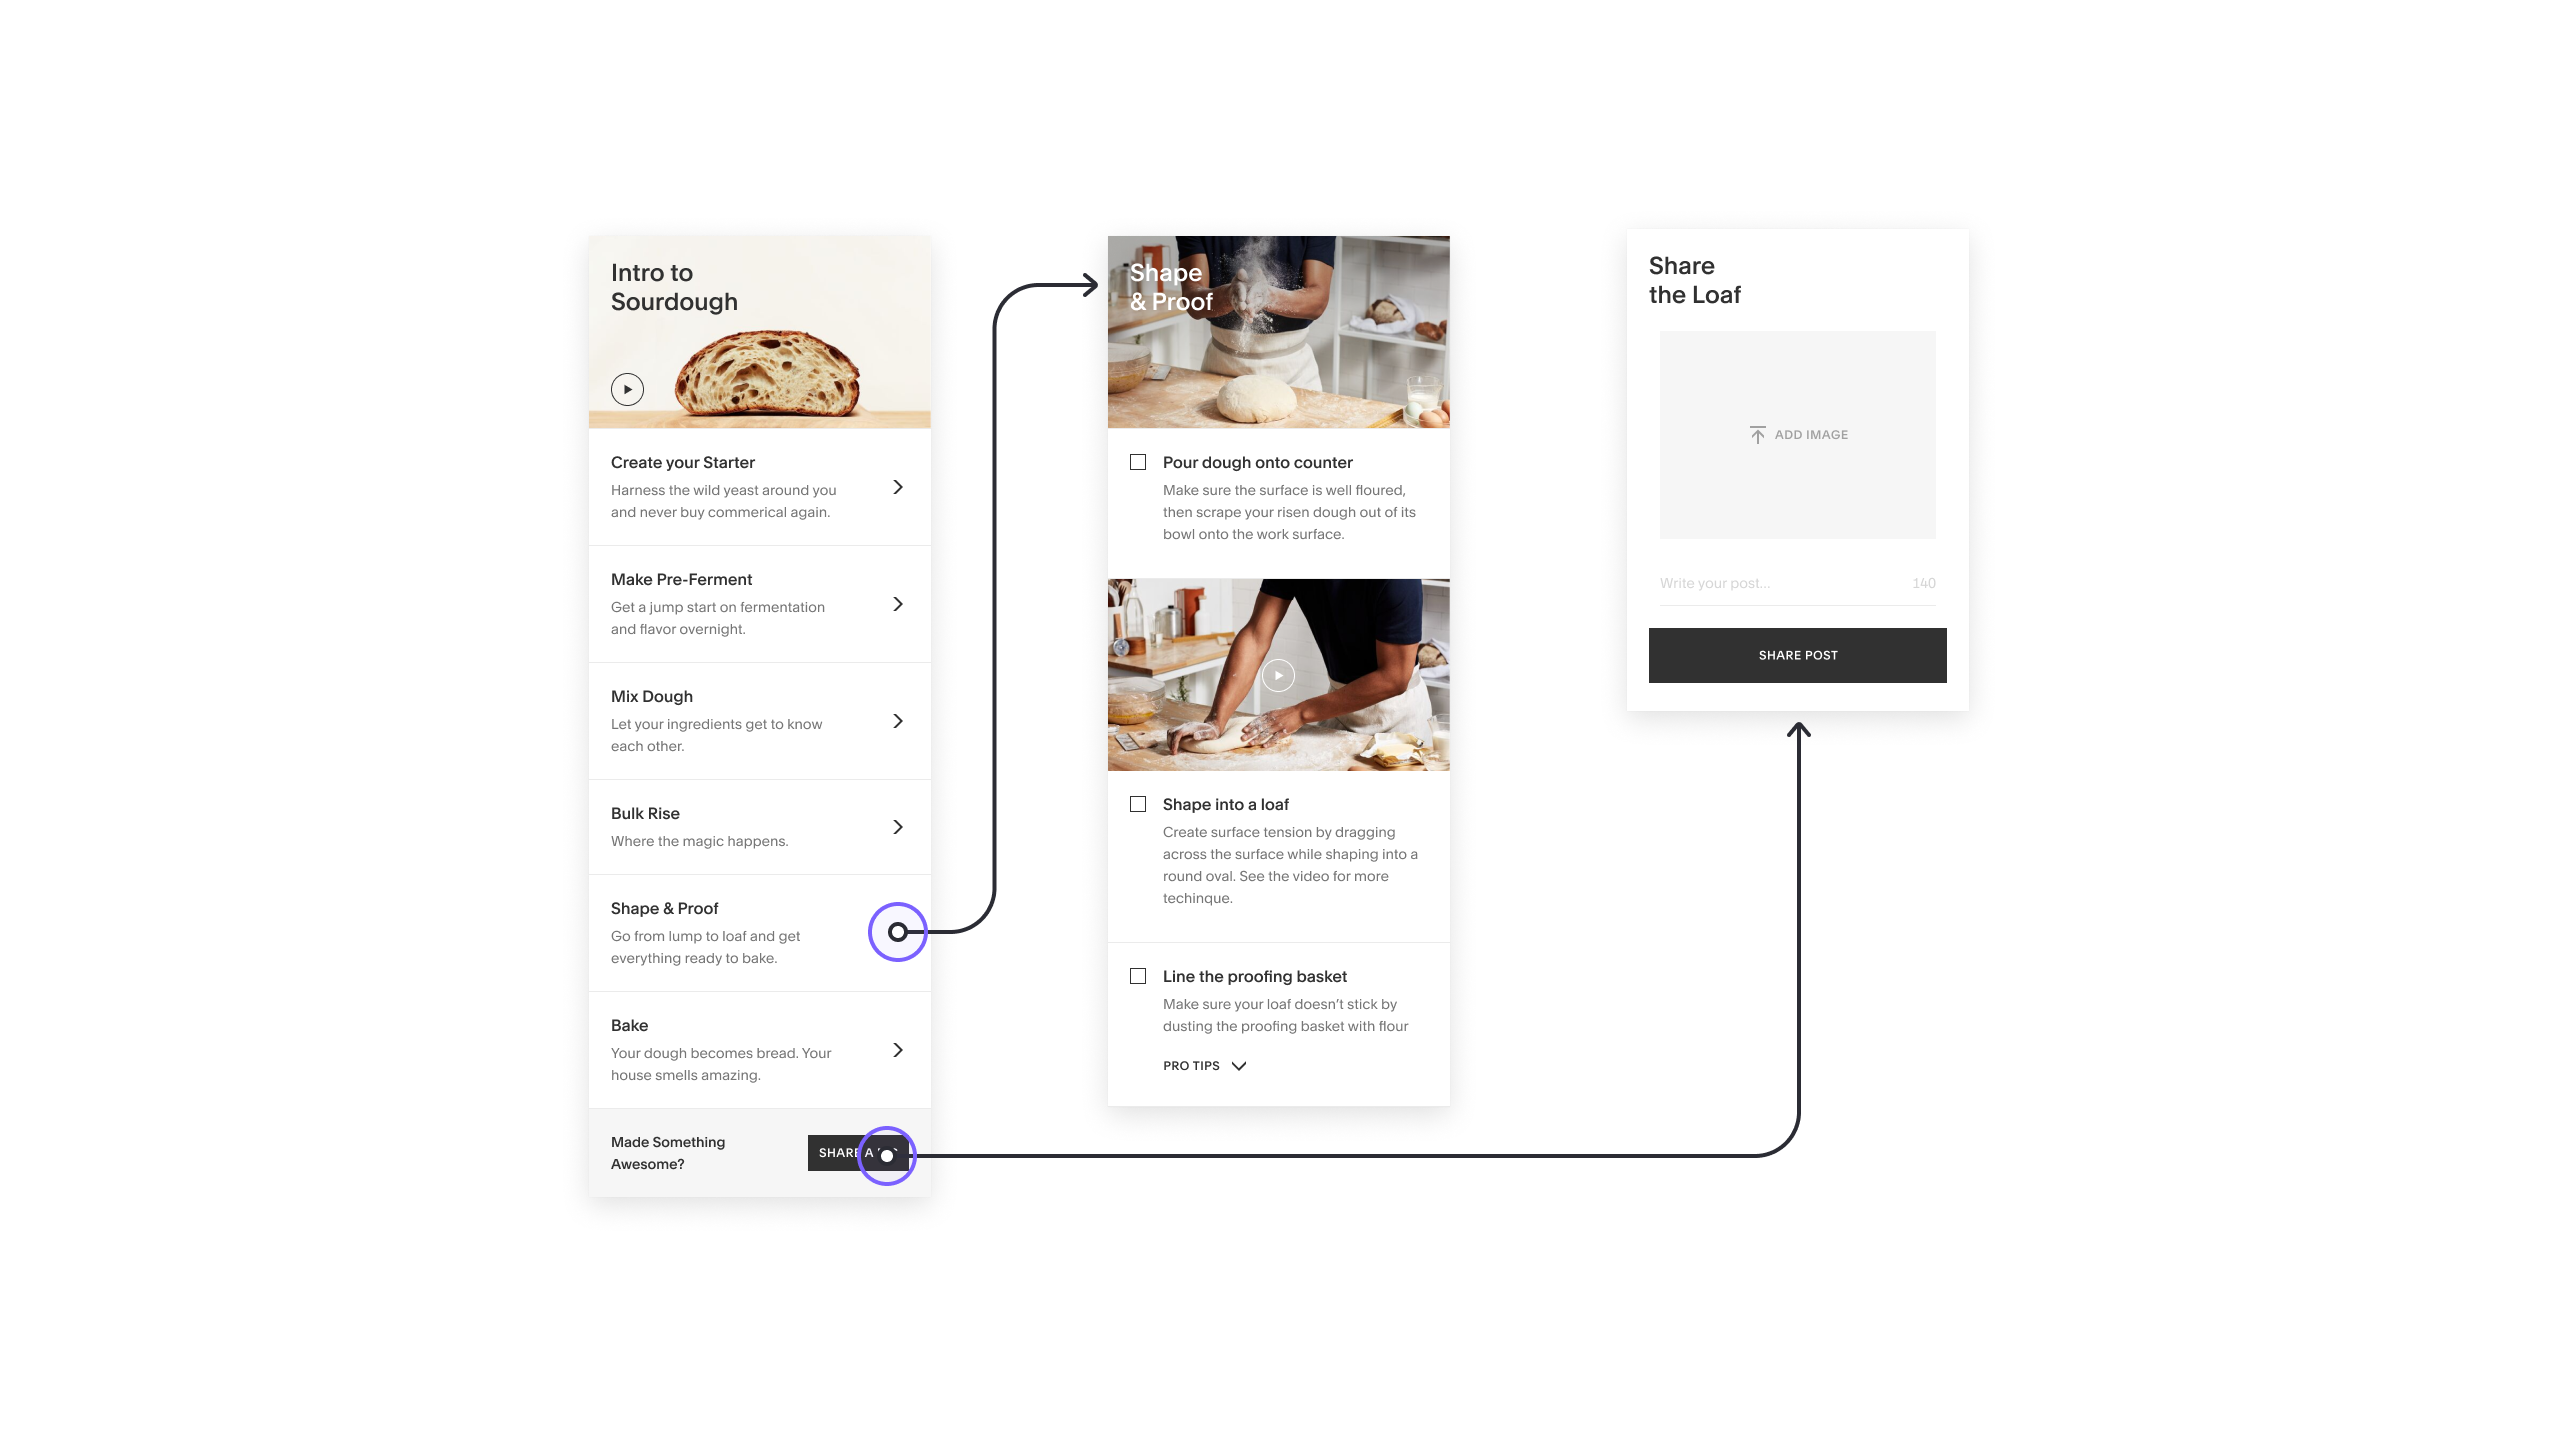 Intro to
Sourdough
Create your Starter
Harness the wild yeast around you
and never buy commerical again.
Make Pre-Ferment
Get a jump start on fermentation
and flavor overnight.
Mix Dough
Let your ingredients get to know
each other.
Bulk Rise
Where the magic happens.
Shape & Proof
Go from lump to loaf and get
everything ready to bake.
Bake
Your dough becomes bread. Your
house smells amazing.
Made Something
Awesome?
SHARE A
Shape
& Proof
Pour dough onto counter
Make sure the surface is well floured,
then scrape your risen dough out of its
bowl onto the work surface.
Shape into a loaf
Create surface tension by dragging
across the surface while shaping into a
round oval. See the video for more
techinque.
Line the proofing basket
Make sure your loaf doesn’t stick by
dusting the proofing basket with flour
PRO TIPS
Share
the Loaf
ADD IMAGE
Write your post...
140
SHARE POST